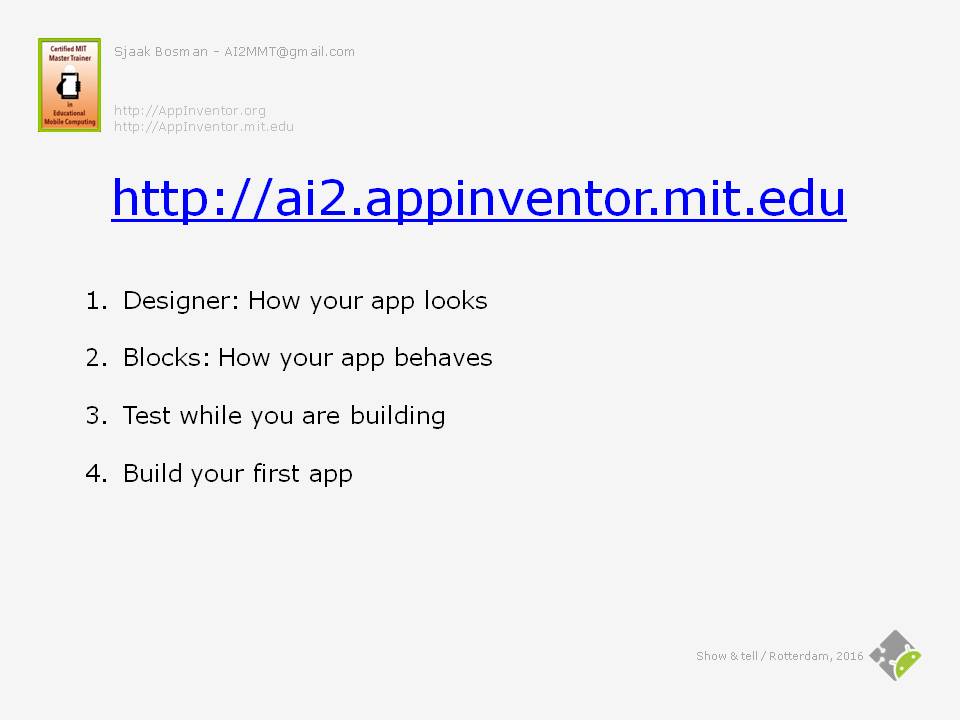 Certified MIT
Master Trainer
in
Educational
Mobile Computing
Sjaak Bosman - AI2MMT@gmail.com
http://AppInventor.org
http://AppInventor.mit.edu
http://ai2.appinventor.mit.edu
1. Designer: How your app looks
2. Blocks: How your app behaves
3. Test while you are building
4. Build your first app
Show & tell / Rotterdam, 2016